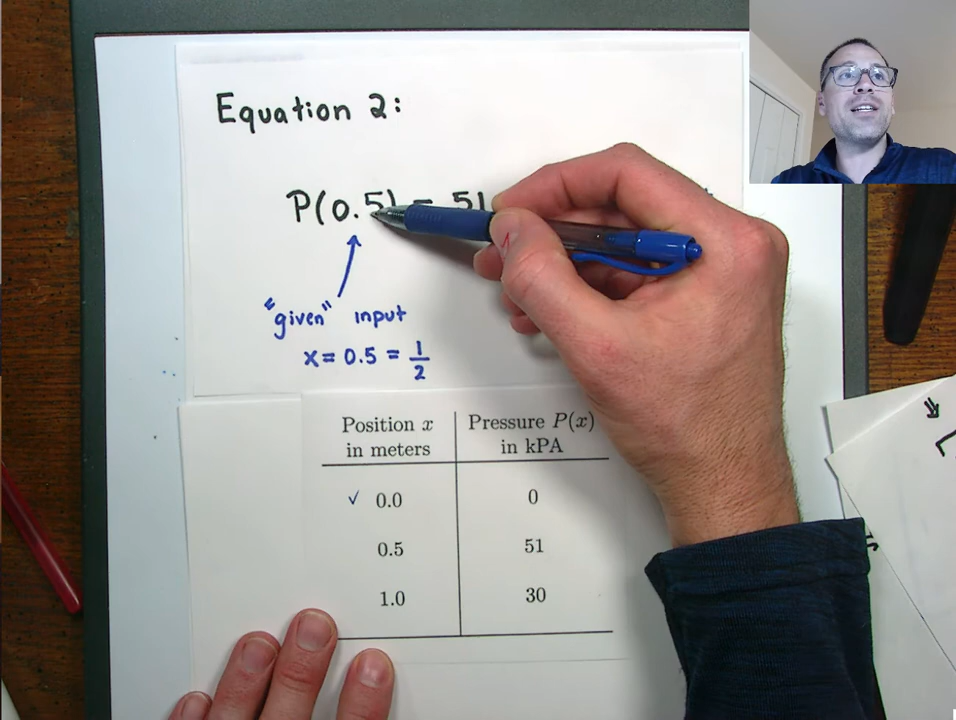 Equation 2:
P(0.5) = 51
"given" input
x = 0.5 = 1/2
Position x Pressure P(x)
in meters in kPA
✓ 0.0 0
0.5 51
1.0 30